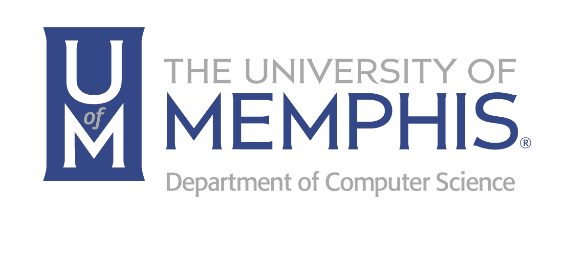 U
of
M
THE UNIVERSITY OF
MEMPHIS®
Department of Computer Science